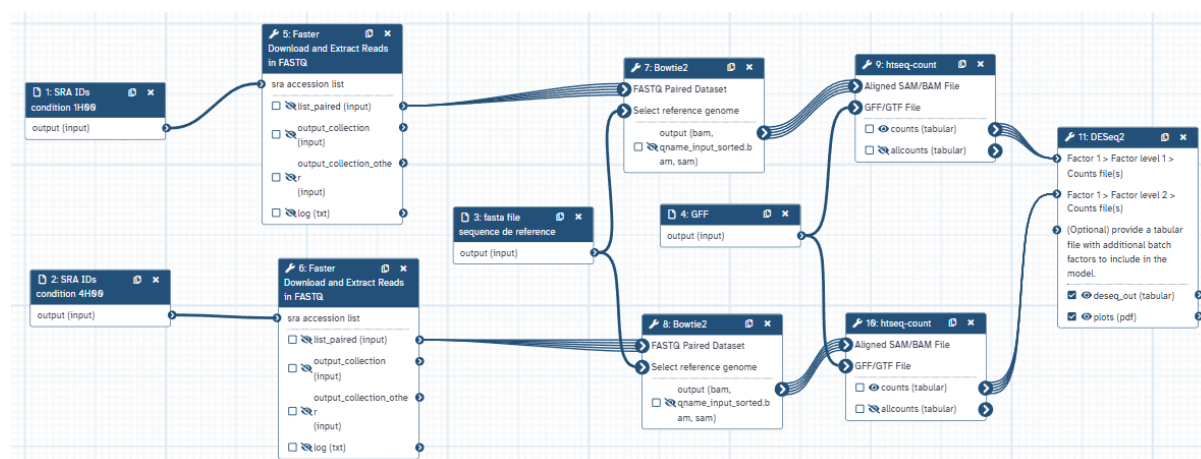 1: SRA IDs
condition 1H00
output (input)
5: Faster
Download and Extract Reads
in FASTQ
sra accession list
list_paired (input)
output_collection
(input)
output_collection_othe
r
(input)
log (txt)
2: SRA IDs
condition 4H00
output (input)
6: Faster
Download and Extract Reads
in FASTQ
sra accession list
list_paired (input)
output_collection
(input)
output_collection_othe
r
(input)
log (txt)
3: fasta file
sequence de reference
output (input)
7: Bowtie2
FASTQ Paired Dataset
Select reference genome
output (bam,
qname_input_sorted.b
am, sam)
4: GFF
output (input)
8: Bowtie2
FASTQ Paired Dataset
Select reference genome
output (bam,
qname_input_sorted.b
am, sam)
9: htseq-count
Aligned SAM/BAM File
GFF/GTF File
counts (tabular)
allcounts (tabular)
10: htseq-count
Aligned SAM/BAM File
GFF/GTF File
counts (tabular)
allcounts (tabular)
11: DESeq2
Factor 1 > Factor level 1 >
Counts file(s)
Factor 1 > Factor level 2 >
Counts file(s)
(Optional) provide a tabular
file with additional batch
factors to include in the
model.
deseq_out (tabular)
plots (pdf)